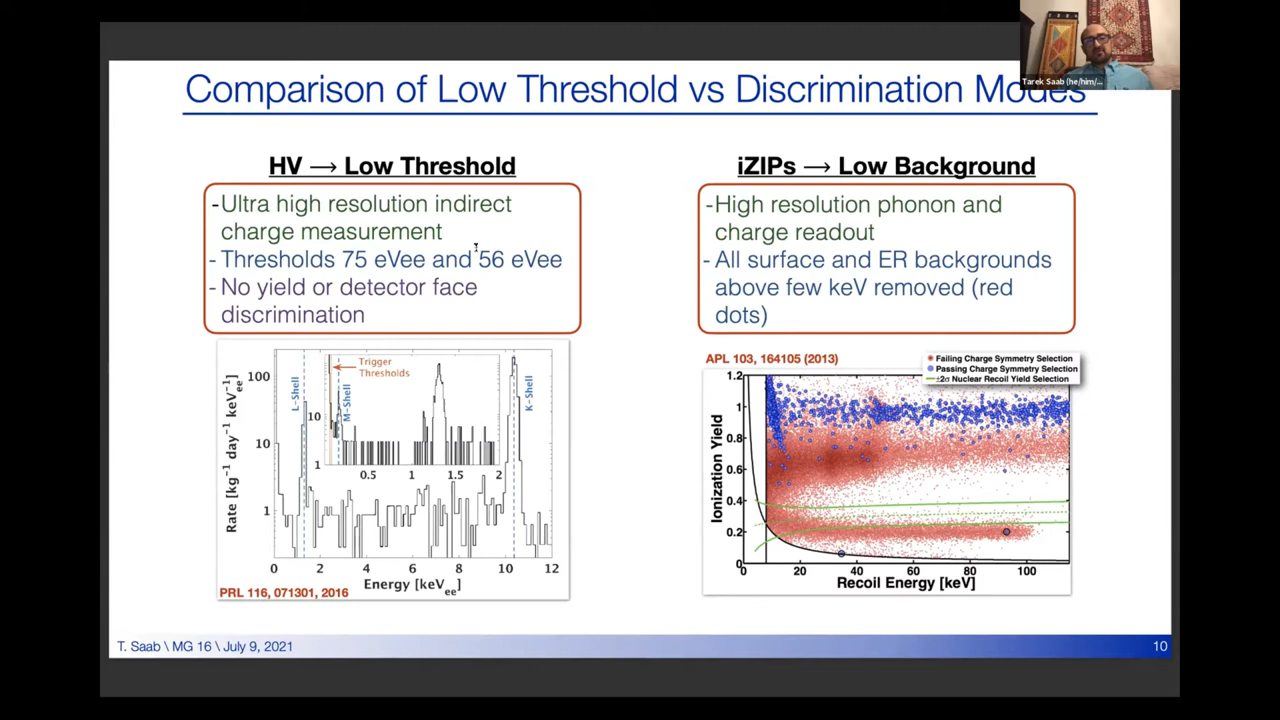 Comparison of Low Threshold vs Discrimination Modes
Tarek Saab (he/him/...
HV → Low Threshold
-Ultra high resolution indirect
charge measurement
- Thresholds 75 eVee and 56 eVee
- No yield or detector face
discrimination
Rate [kg⁻¹ day⁻¹ keV⁻¹ee]
100
10
1
0
2
4
6
8
10
12
Energy [keVee]
L-Shell
K-Shell
Trigger
Thresholds
M-Shell
10
1
0.5
1
1.5
2
PRL 116, 071301, 2016
iZIPs → Low Background
-High resolution phonon and
charge readout
- All surface and ER backgrounds
above few keV removed (red
dots)
APL 103, 164105 (2013)
Failing Charge Symmetry Selection
Passing Charge Symmetry Selection
±2σ Nuclear Recoil Yield Selection
Ionization Yield
1.2
1
0.8
0.6
0.4
0.2
0
0
20
40
60
80
100
Recoil Energy [keV]
T. Saab \ MG 16 \ July 9, 2021
10